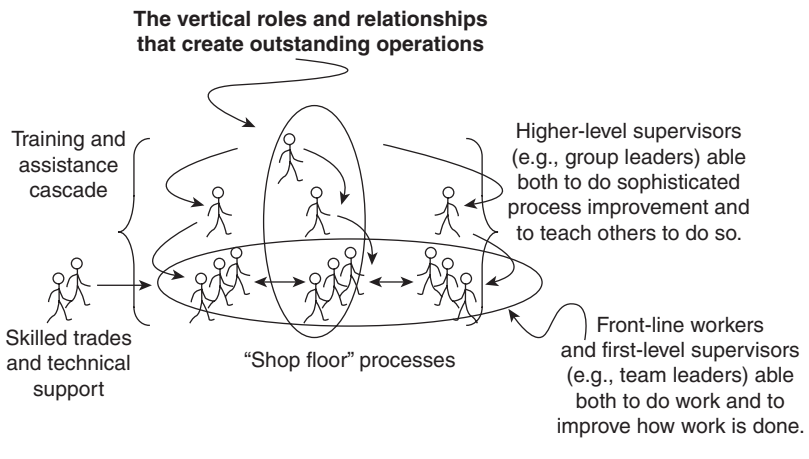 The vertical roles and relationships
that create outstanding operations
Training and
assistance
cascade
Higher-level supervisors
(e.g., group leaders) able
both to do sophisticated
process improvement and
to teach others to do so.
Skilled trades
and technical
support
“Shop floor” processes
Front-line workers
and first-level supervisors
(e.g., team leaders) able
both to do work and to
improve how work is done.